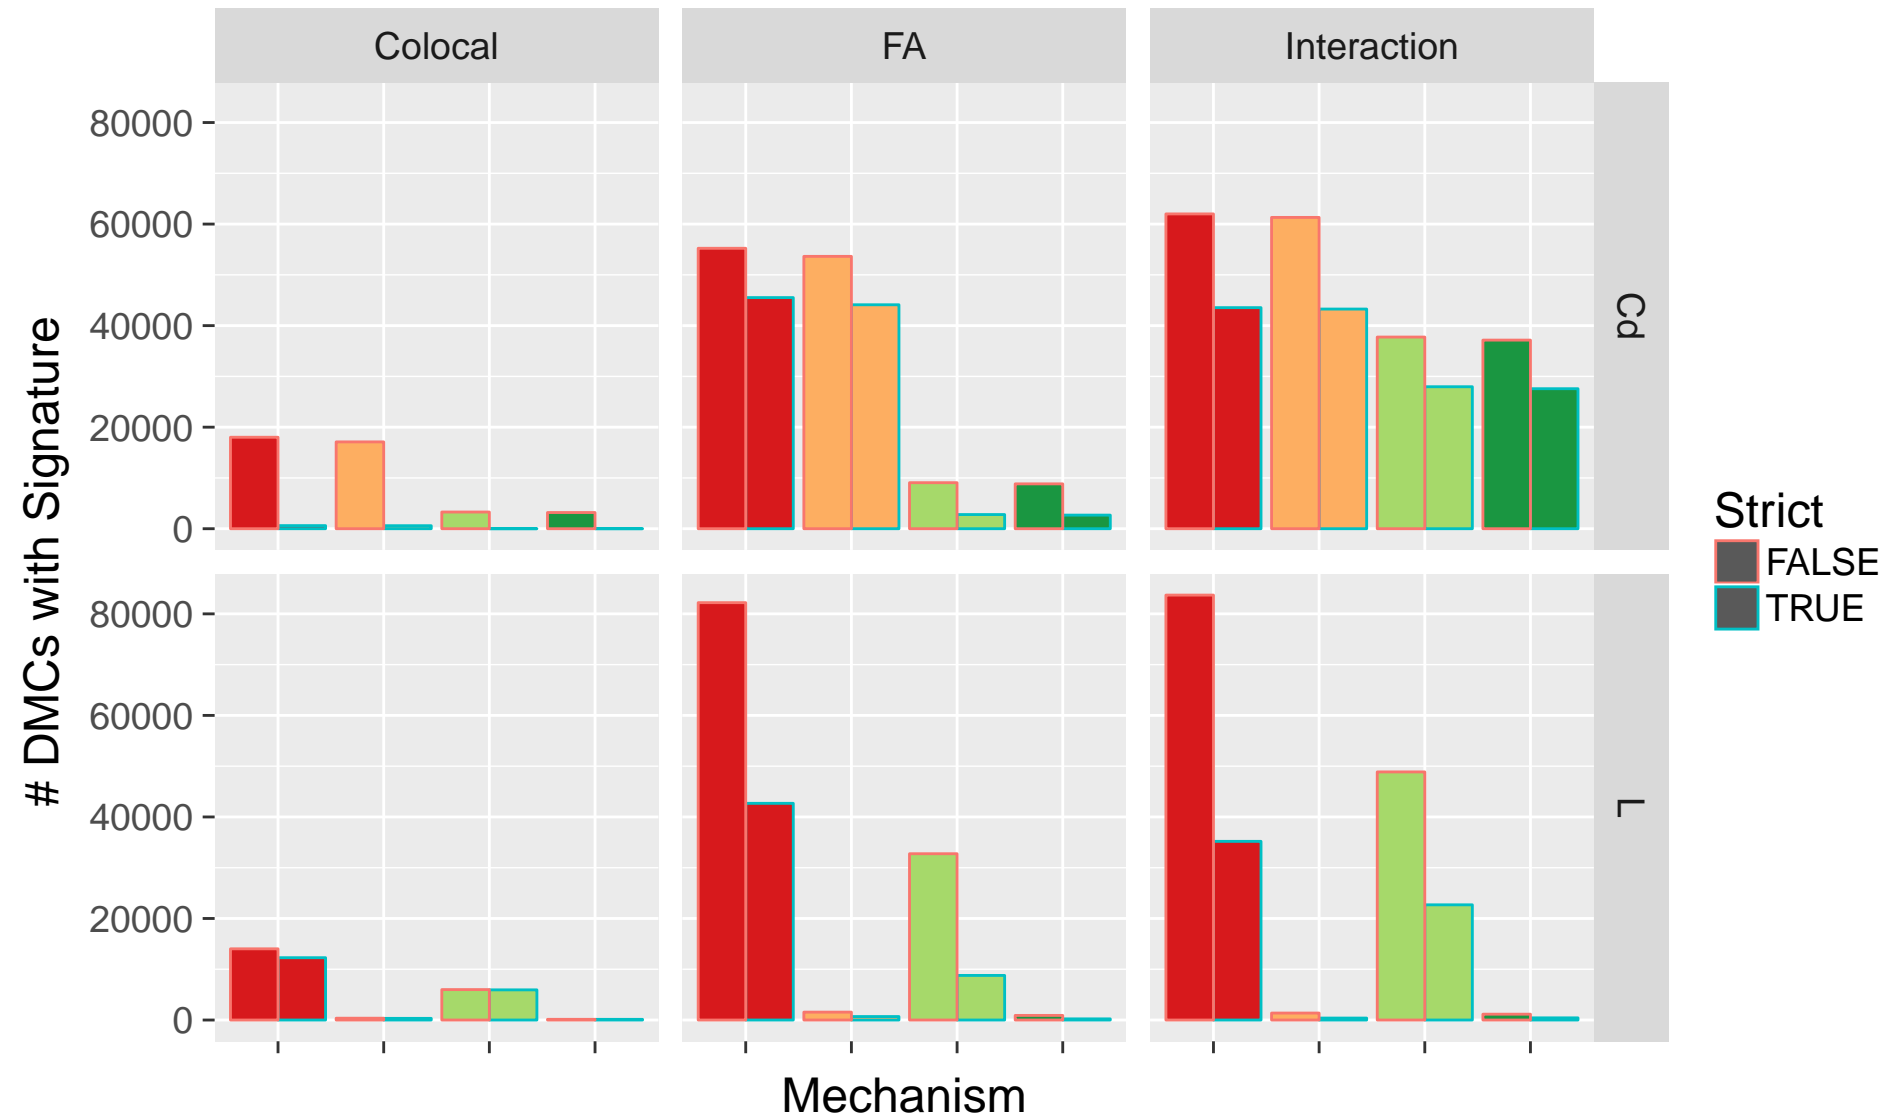 Colocal
FA
Interaction
80000
60000
40000
20000
0
Cd
80000
60000
40000
20000
0
L
# DMCs with Signature
Mechanism
Strict
FALSE
TRUE